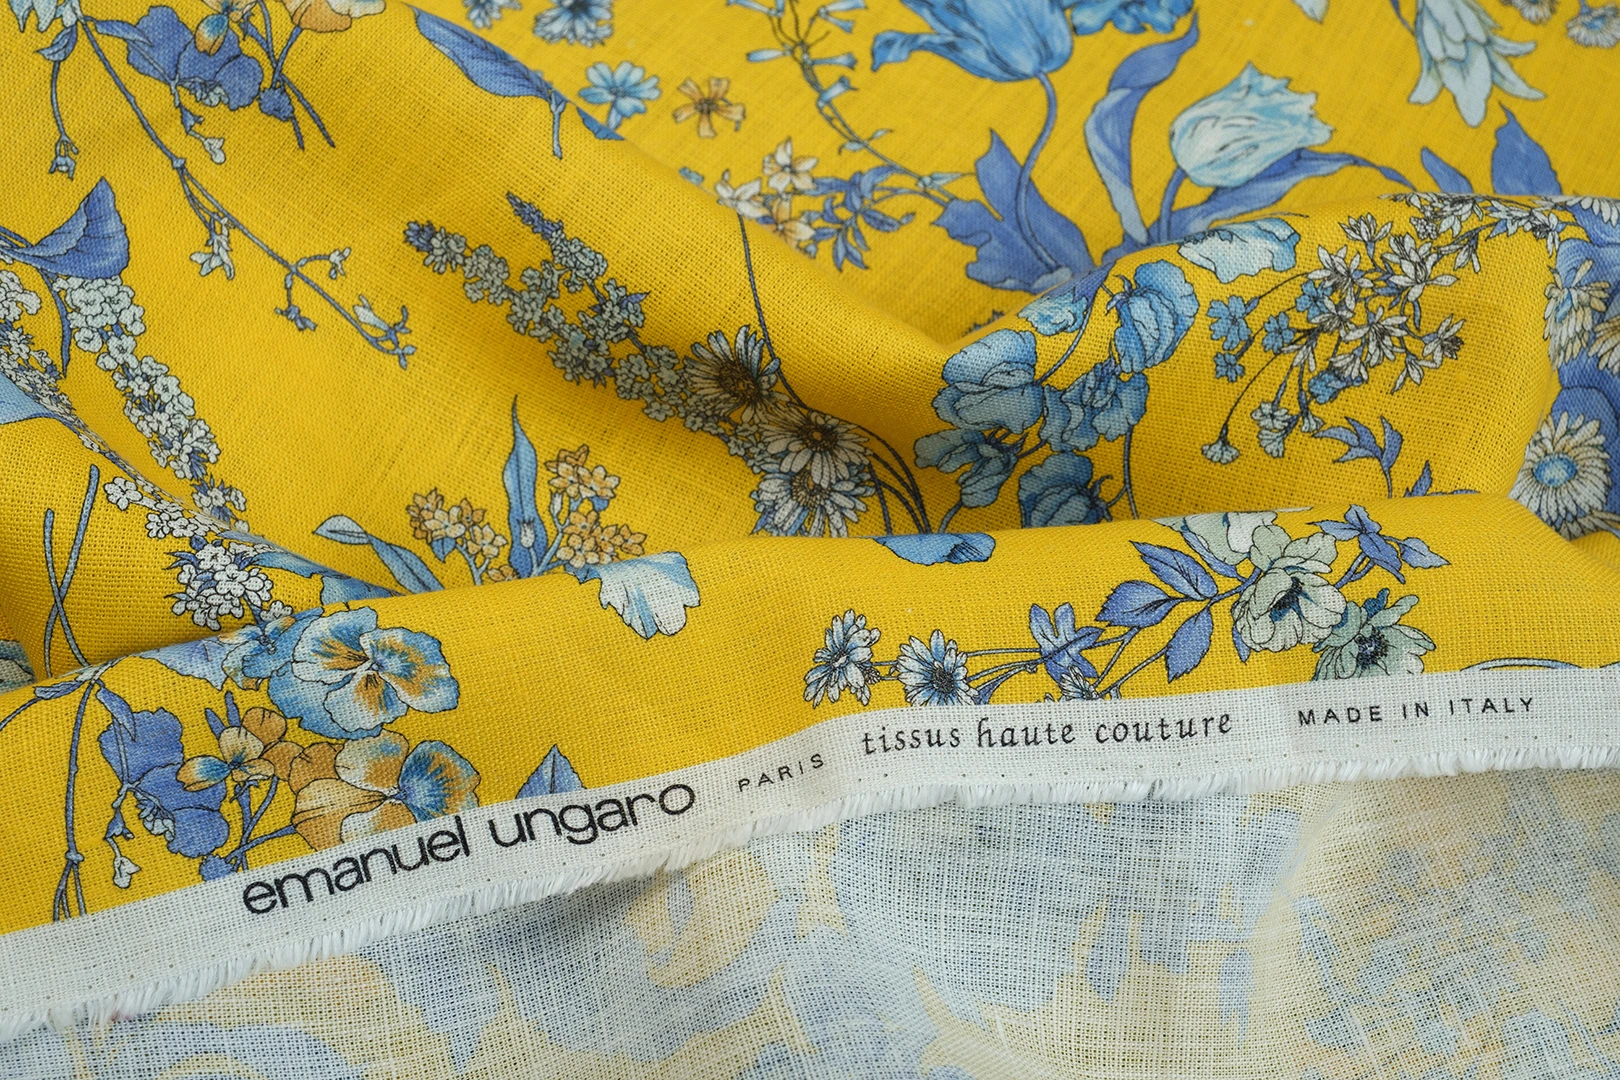 emanuel ungaro PARIS tissus haute couture MADE IN ITALY